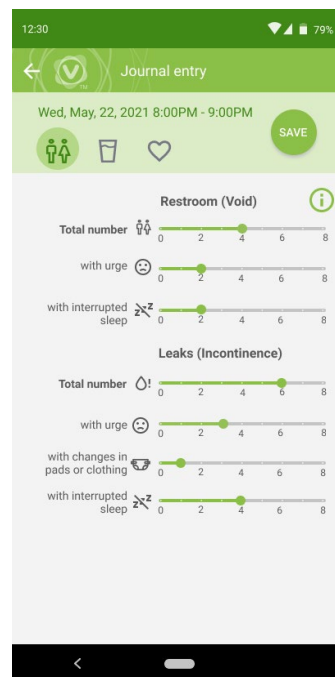 12:30
79%
Journal entry
Wed, May, 22, 2021 8:00PM - 9:00PM
SAVE
Restroom (Void)
Total number
0 2 4 6 8
with urge
0 2 4 6 8
with interrupted
sleep
0 2 4 6 8
Leaks (Incontinence)
Total number
0 2 4 6 8
with urge
0 2 4 6 8
with changes in
pads or clothing
0 2 4 6 8
with interrupted
sleep
0 2 4 6 8